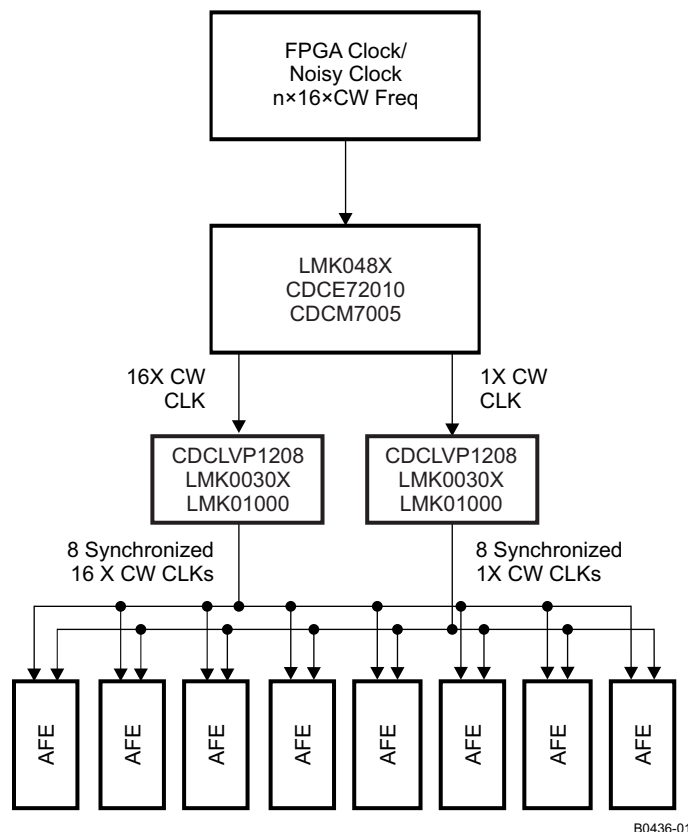 FPGA Clock/
Noisy Clock
n×16×CW Freq
LMK048X
CDCE72010
CDCM7005
16X CW
CLK
1X CW
CLK
CDCLVP1208
LMK0030X
LMK01000
CDCLVP1208
LMK0030X
LMK01000
8 Synchronized
16 X CW CLKs
8 Synchronized
1X CW CLKs
AFE
AFE
AFE
AFE
AFE
AFE
AFE
AFE
B0436-01